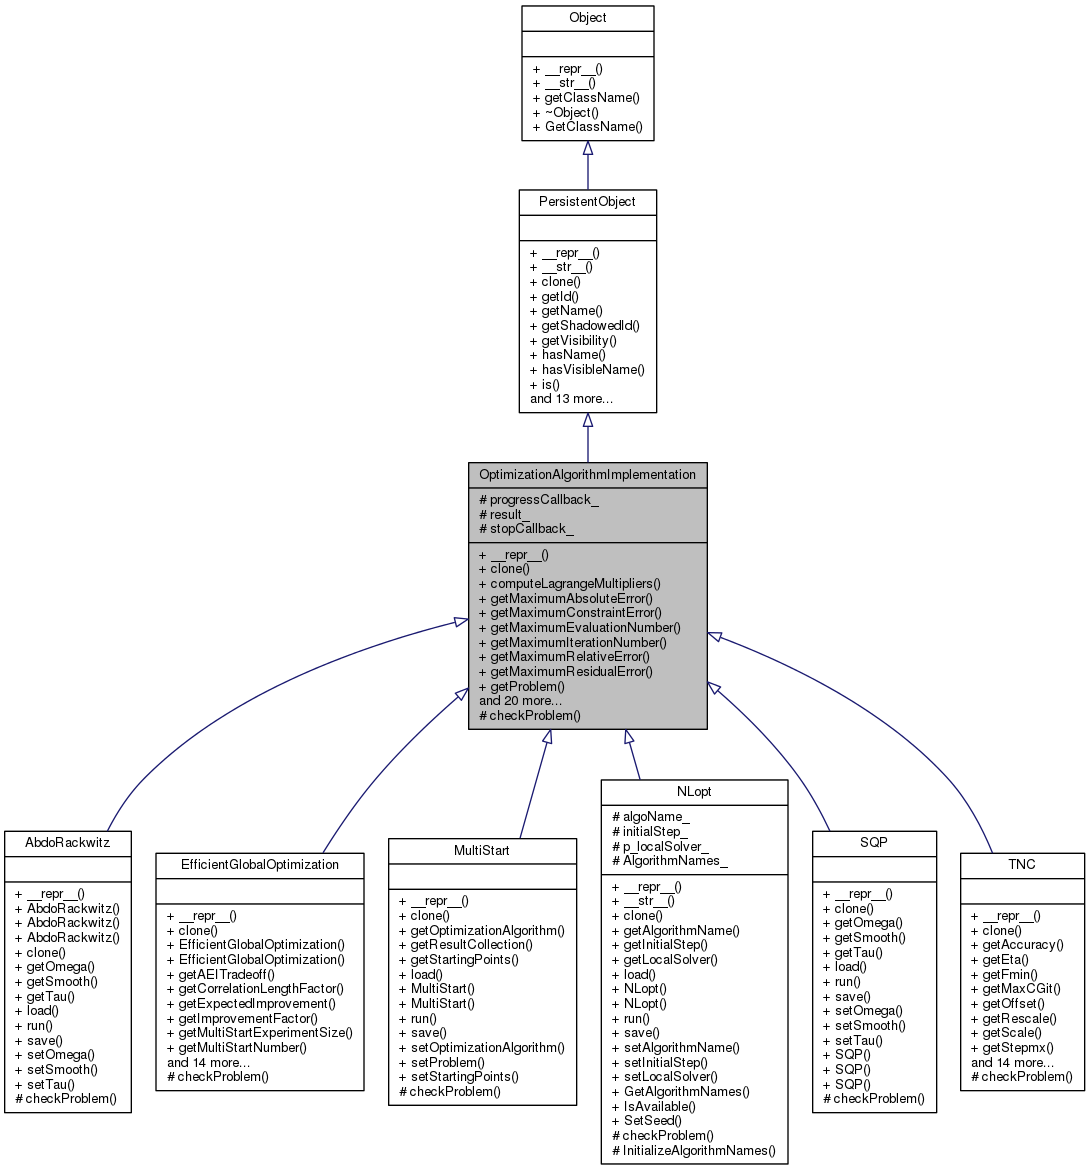 Object
+ __repr__()
+ __str__()
+ getClassName()
+ ~Object()
+ GetClassName()
PersistentObject
+ __repr__()
+ __str__()
+ clone()
+ getId()
+ getName()
+ getShadowedId()
+ getVisibility()
+ hasName()
+ hasVisibleName()
+ is()
and 13 more...
OptimizationAlgorithmImplementation
# progressCallback_
# result_
# stopCallback_
+ __repr__()
+ clone()
+ computeLagrangeMultipliers()
+ getMaximumAbsoluteError()
+ getMaximumConstraintError()
+ getMaximumEvaluationNumber()
+ getMaximumIterationNumber()
+ getMaximumRelativeError()
+ getMaximumResidualError()
+ getProblem()
and 20 more...
# checkProblem()
AbdoRackwitz
+ __repr__()
+ AbdoRackwitz()
+ AbdoRackwitz()
+ AbdoRackwitz()
+ clone()
+ getOmega()
+ getSmooth()
+ getTau()
+ load()
+ run()
+ save()
+ setOmega()
+ setSmooth()
+ setTau()
# checkProblem()
EfficientGlobalOptimization
+ __repr__()
+ clone()
+ EfficientGlobalOptimization()
+ EfficientGlobalOptimization()
+ getAEITradeoff()
+ getCorrelationLengthFactor()
+ getExpectedImprovement()
+ getImprovementFactor()
+ getMultiStartExperimentSize()
+ getMultiStartNumber()
and 14 more...
# checkProblem()
MultiStart
+ __repr__()
+ clone()
+ getOptimizationAlgorithm()
+ getResultCollection()
+ getStartingPoints()
+ load()
+ MultiStart()
+ MultiStart()
+ run()
+ save()
+ setOptimizationAlgorithm()
+ setProblem()
+ setStartingPoints()
# checkProblem()
NLopt
# algoName_
# initialStep_
# p_localSolver_
# AlgorithmNames_
+ __repr__()
+ __str__()
+ clone()
+ getAlgorithmName()
+ getInitialStep()
+ getLocalSolver()
+ load()
+ NLopt()
+ NLopt()
+ run()
+ save()
+ setAlgorithmName()
+ setInitialStep()
+ setLocalSolver()
+ GetAlgorithmNames()
+ IsAvailable()
+ SetSeed()
# checkProblem()
# InitializeAlgorithmNames()
SQP
+ __repr__()
+ clone()
+ getOmega()
+ getSmooth()
+ getTau()
+ load()
+ run()
+ save()
+ setOmega()
+ setSmooth()
+ setTau()
+ SQP()
+ SQP()
+ SQP()
# checkProblem()
TNC
+ __repr__()
+ clone()
+ getAccuracy()
+ getEta()
+ getFmin()
+ getMaxCGit()
+ getOffset()
+ getRescale()
+ getScale()
+ getStepmx()
and 14 more...
# checkProblem()